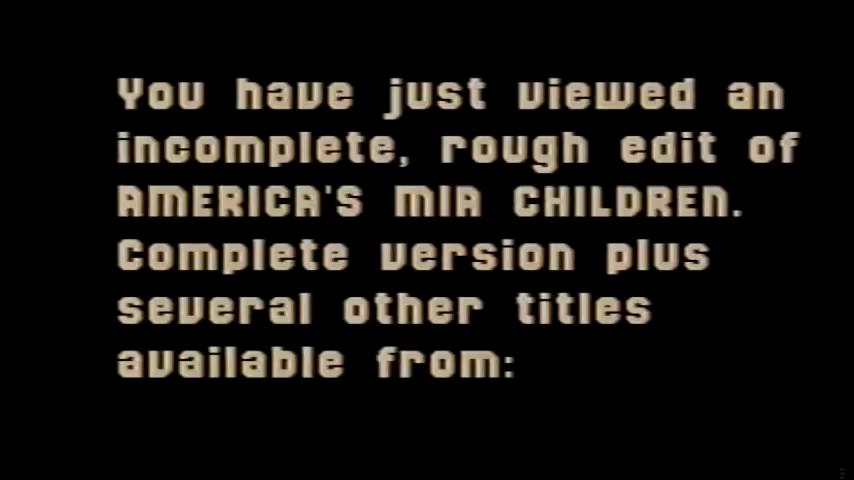 You have just viewed an
incomplete, rough edit of
AMERICA'S MIA CHILDREN.
Complete version plus
several other titles
available from: